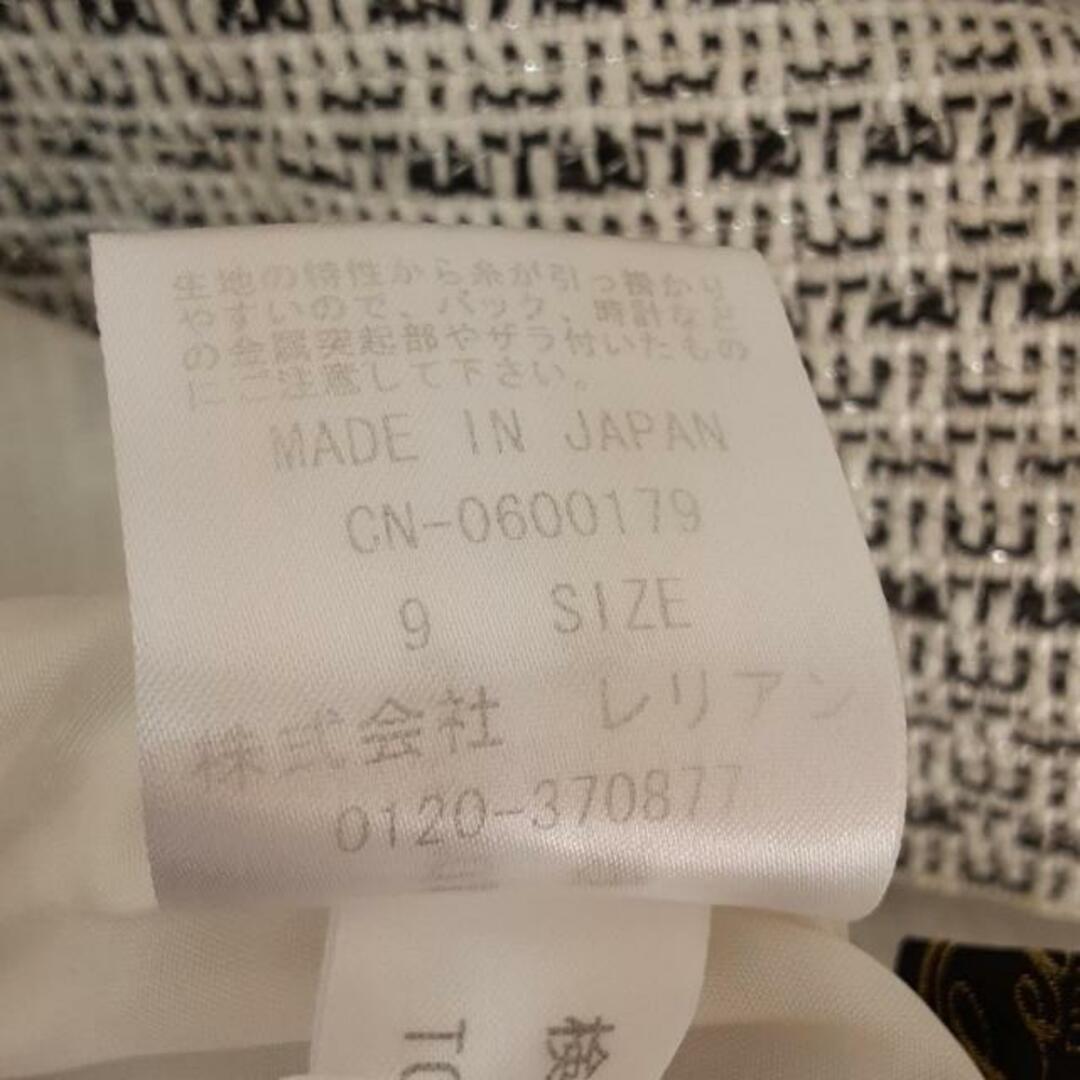 生地の特性から糸が引っ掛かり
やすいので、バック、時計など
の金属突起部やザラ付いたもの
にご注意して下さい。
MADE IN JAPAN
CN-0600179
9 SIZE
株式会社 レリアン
0120-370877
検
TO